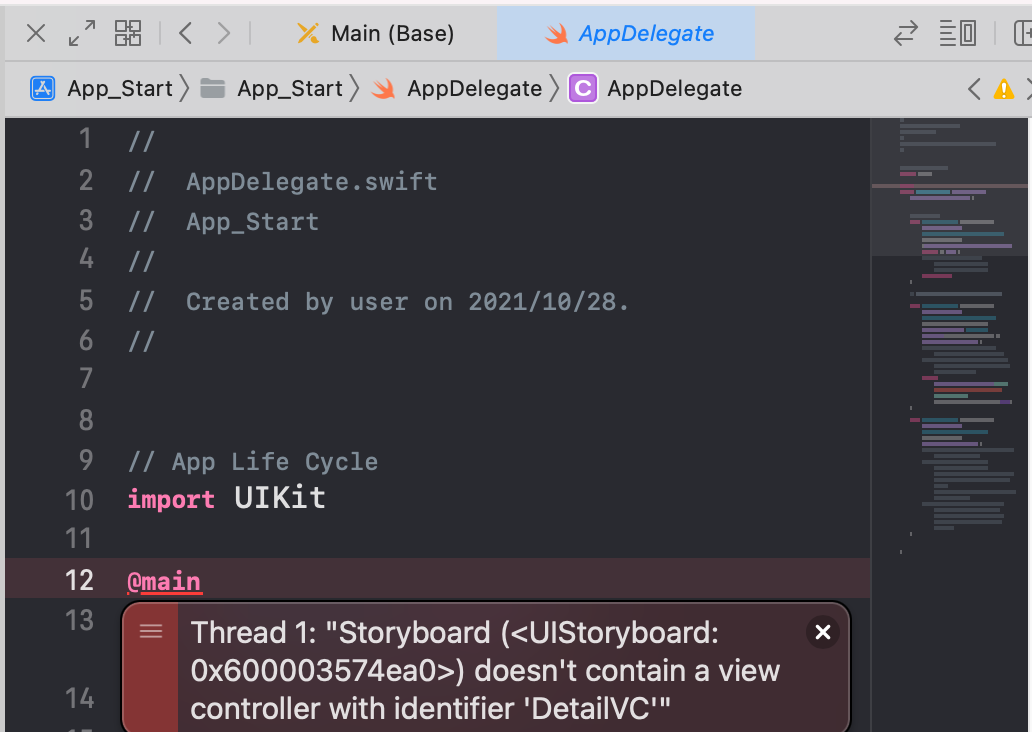 Main (Base)
AppDelegate
App_Start
App_Start
AppDelegate
C
AppDelegate
1 //
2 //  AppDelegate.swift
3 //  App_Start
4 //
5 //  Created by user on 2021/10/28.
6 //
7
8
9 // App Life Cycle
10 import UIKit
11
12 @main
13
Thread 1: "Storyboard (<UIStoryboard:
0x600003574ea0>) doesn't contain a view
14
controller with identifier 'DetailVC'"